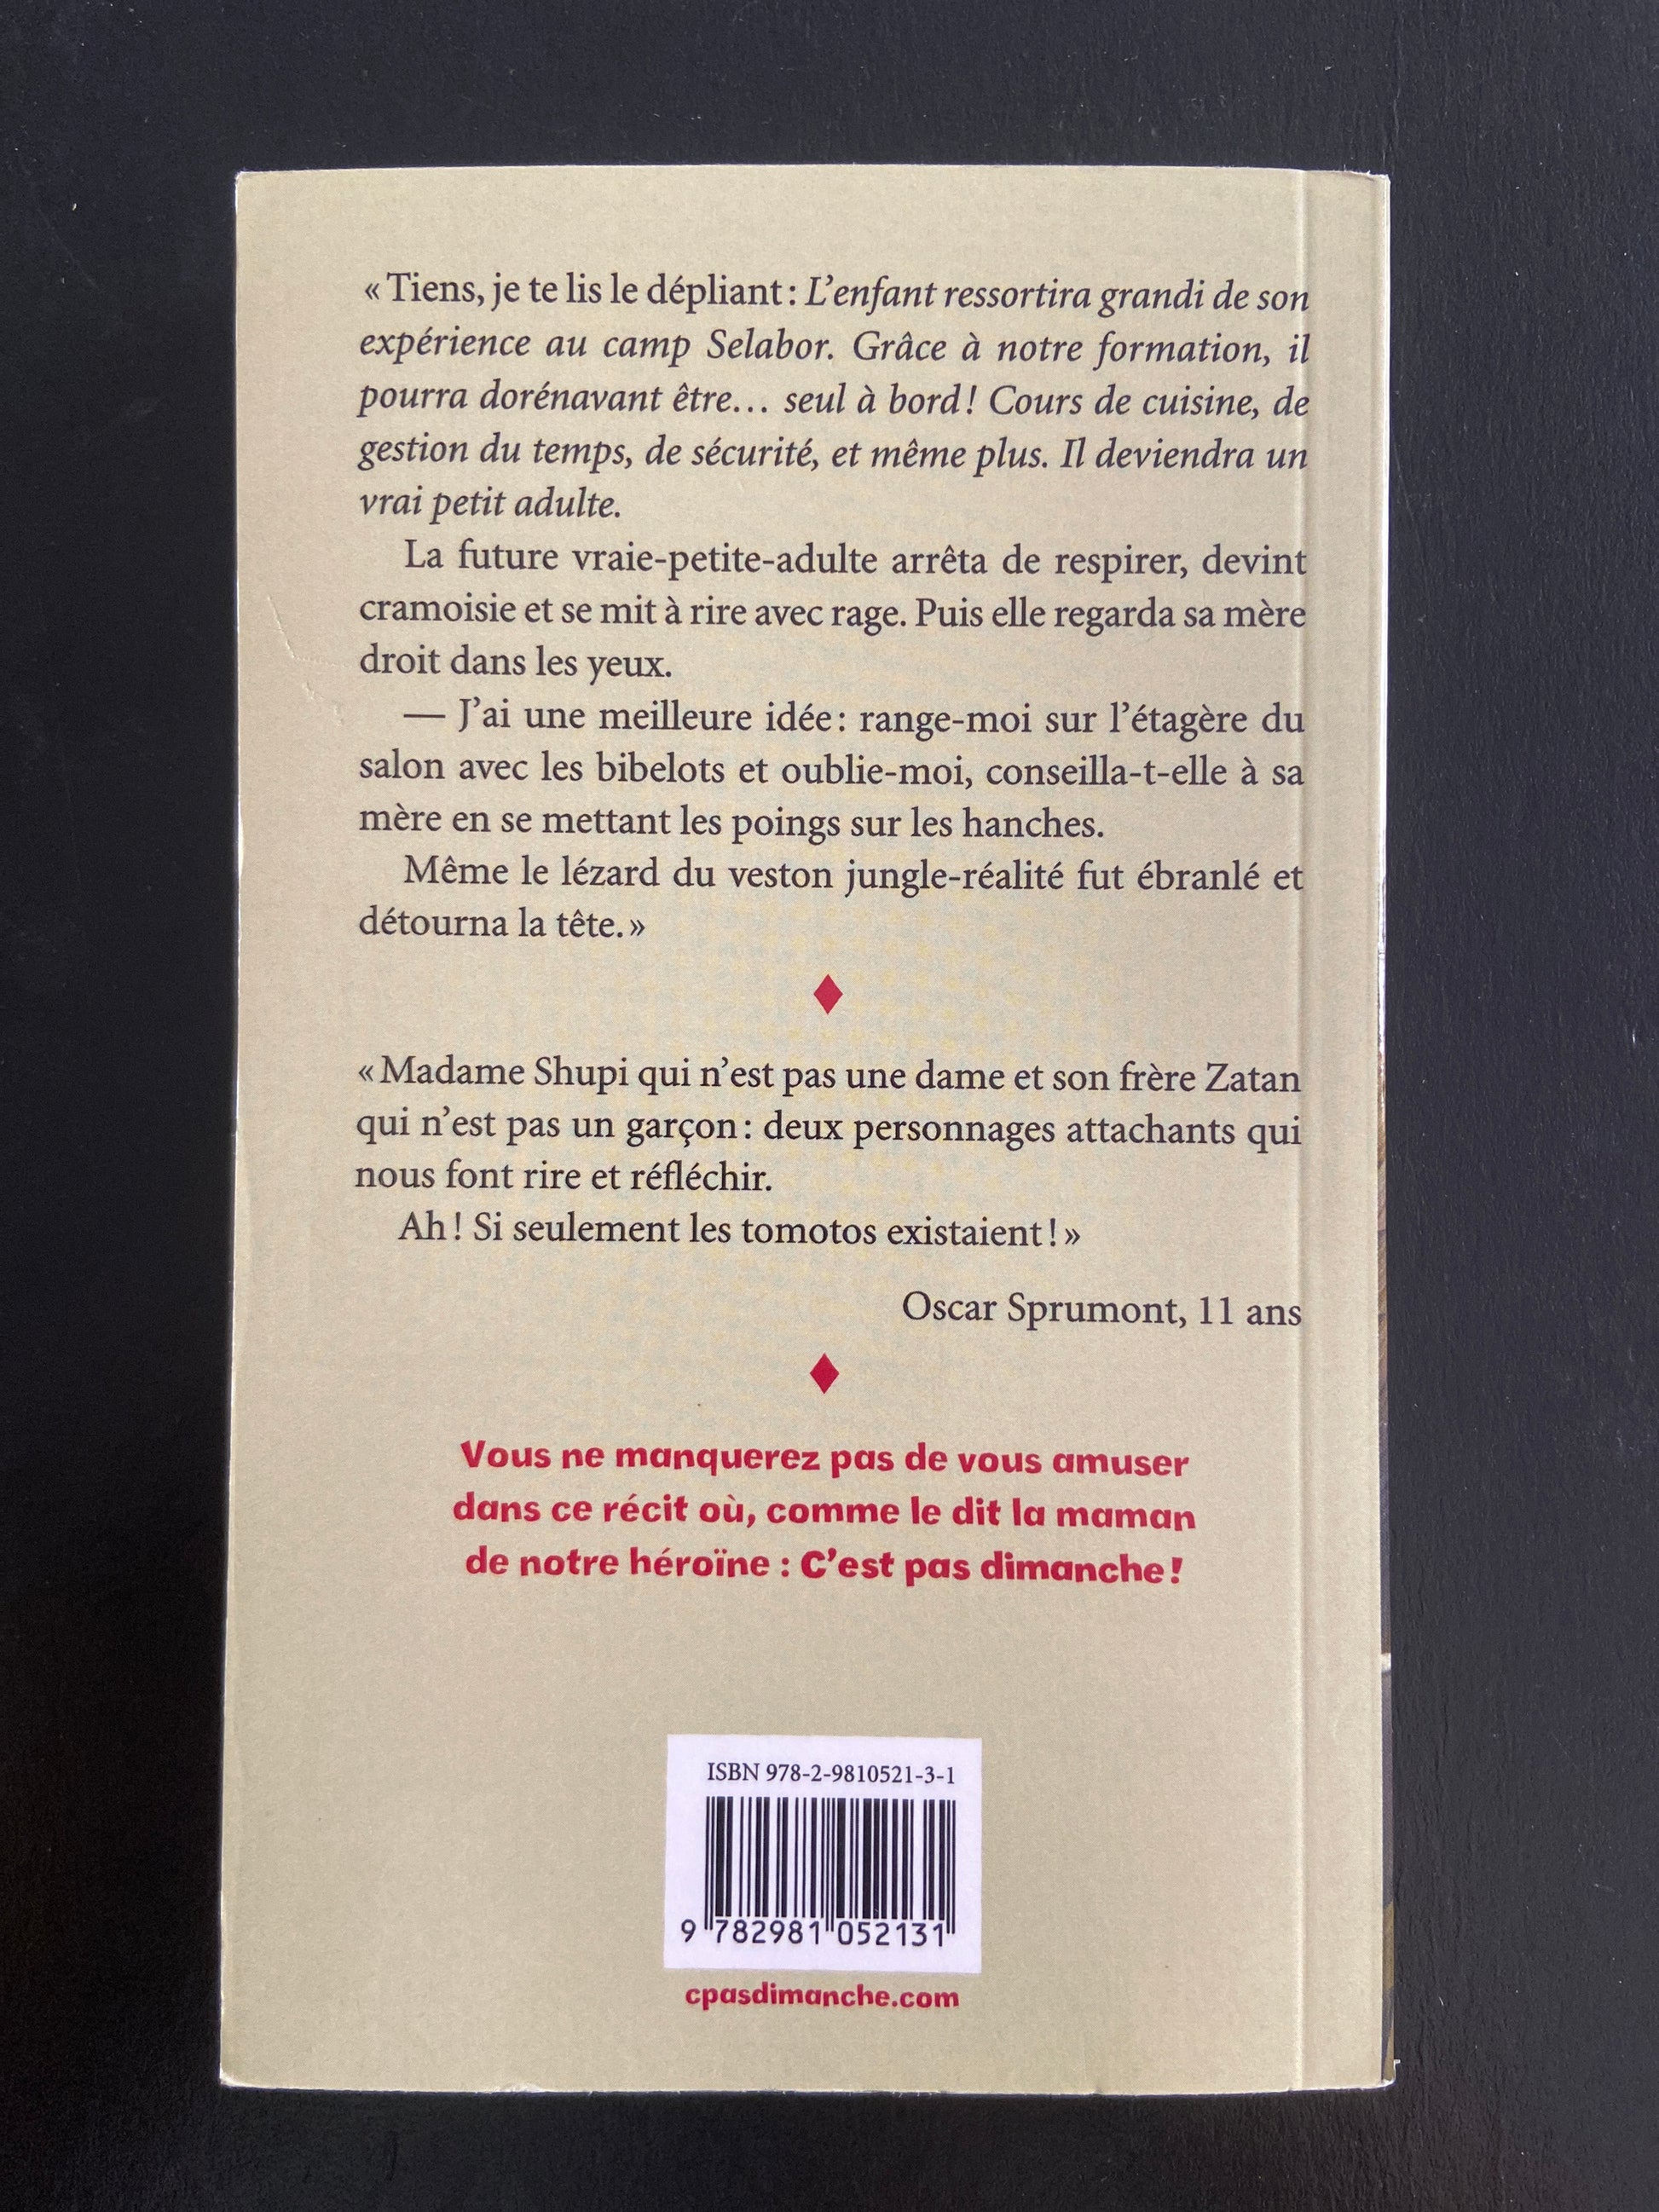 « Tiens, je te lis le dépliant : L’enfant ressortira grandi de son
expérience au camp Selabor. Grâce à notre formation, il
pourra dorénavant être… seul à bord ! Cours de cuisine, de
gestion du temps, de sécurité, et même plus. Il deviendra un
vrai petit adulte.
La future vraie-petite-adulte arrêta de respirer, devint
cramoisie et se mit à rire avec rage. Puis elle regarda sa mère
droit dans les yeux.
— J’ai une meilleure idée : range-moi sur l’étagère du
salon avec les bibelots et oublie-moi, conseilla-t-elle à sa
mère en se mettant les poings sur les hanches.
Même le lézard du veston jungle-réalité fut ébranlé et
détourna la tête. »
« Madame Shupi qui n’est pas une dame et son frère Zatan
qui n’est pas un garçon : deux personnages attachants qui
nous font rire et réfléchir.
Ah ! Si seulement les tomotos existaient ! »
Oscar Sprumont, 11 ans
Vous ne manquerez pas de vous amuser
dans ce récit où, comme le dit la maman
de notre héroïne : C’est pas dimanche !
ISBN 978-2-9810521-3-1
9 782981 052131
cpasdimanche.com